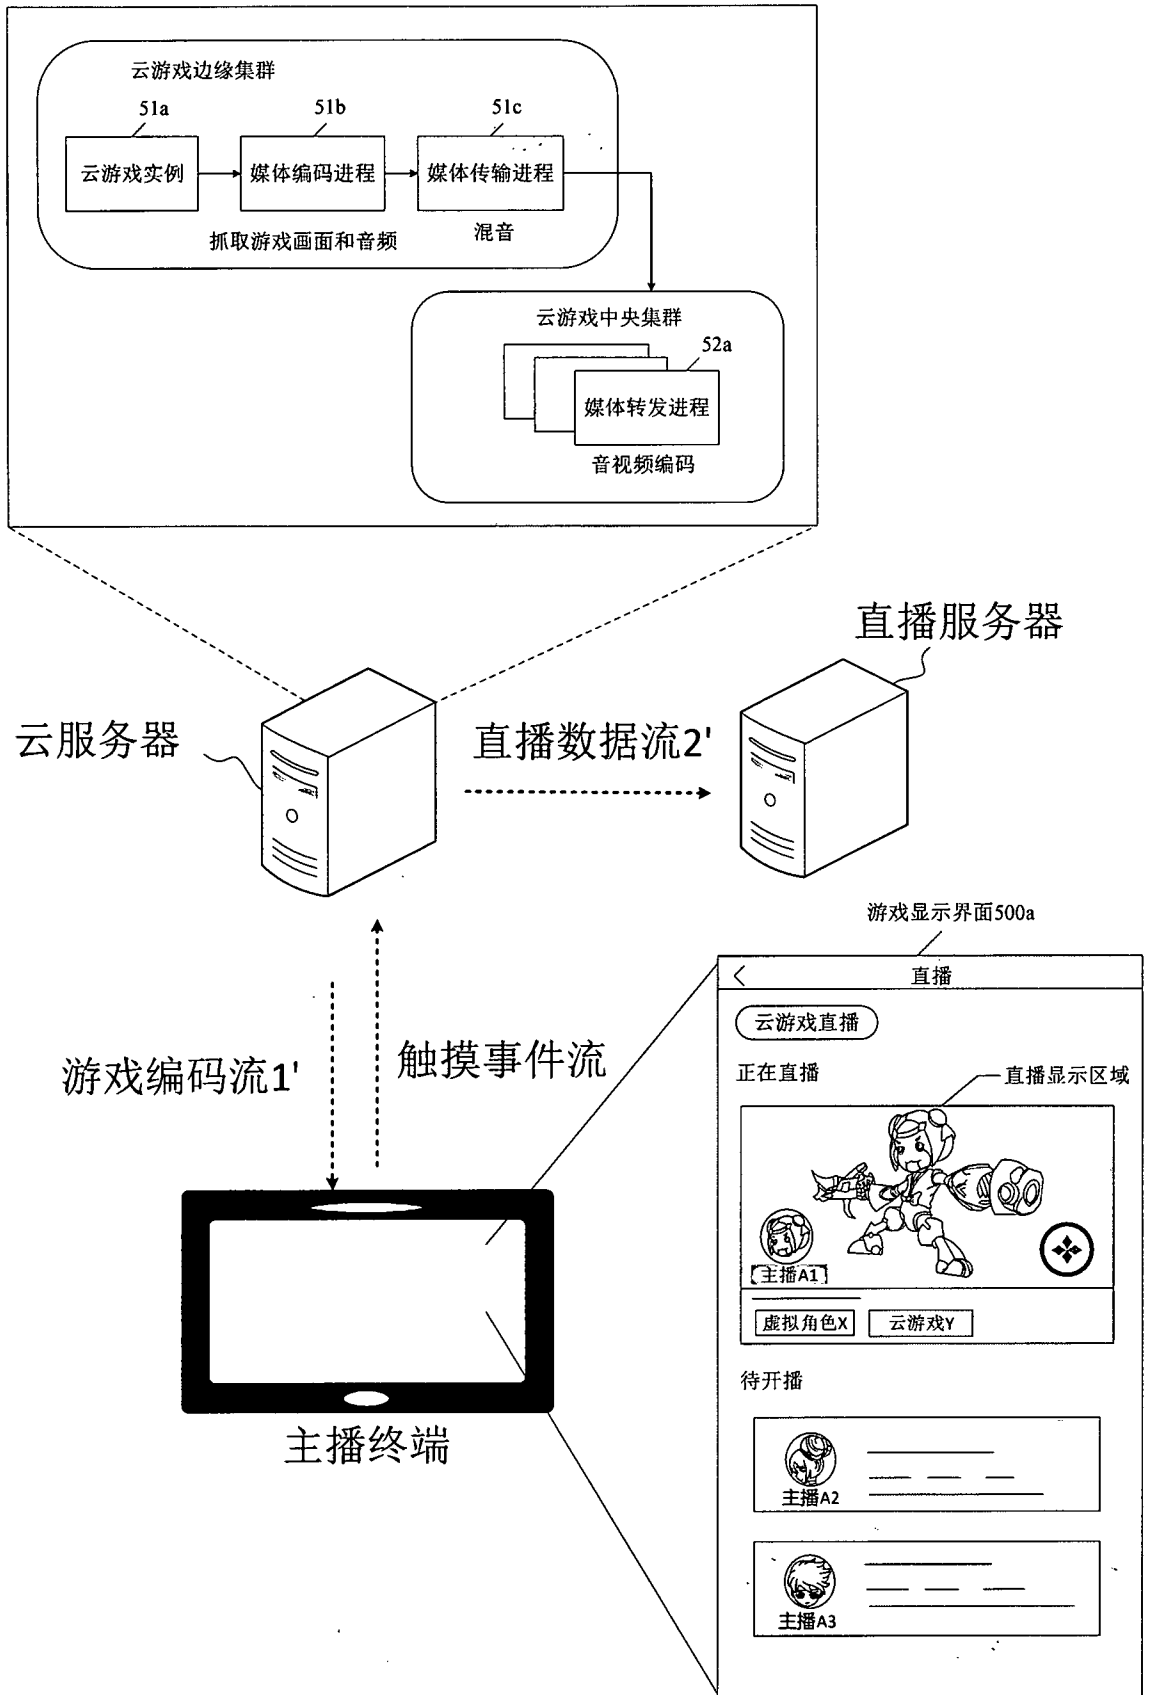 云游戏边缘集群
51a
51b
51c
云游戏实例
媒体编码进程
媒体传输进程
抓取游戏画面和音频
混音
云游戏中央集群
52a
媒体转发进程
音视频编码
直播服务器
云服务器
直播数据流2'
游戏显示界面500a
直播
云游戏直播
游戏编码流1'
触摸事件流
正在直播
直播显示区域
主播A1
虚拟角色X
云游戏Y
待开播
主播终端
主播A2
主播A3